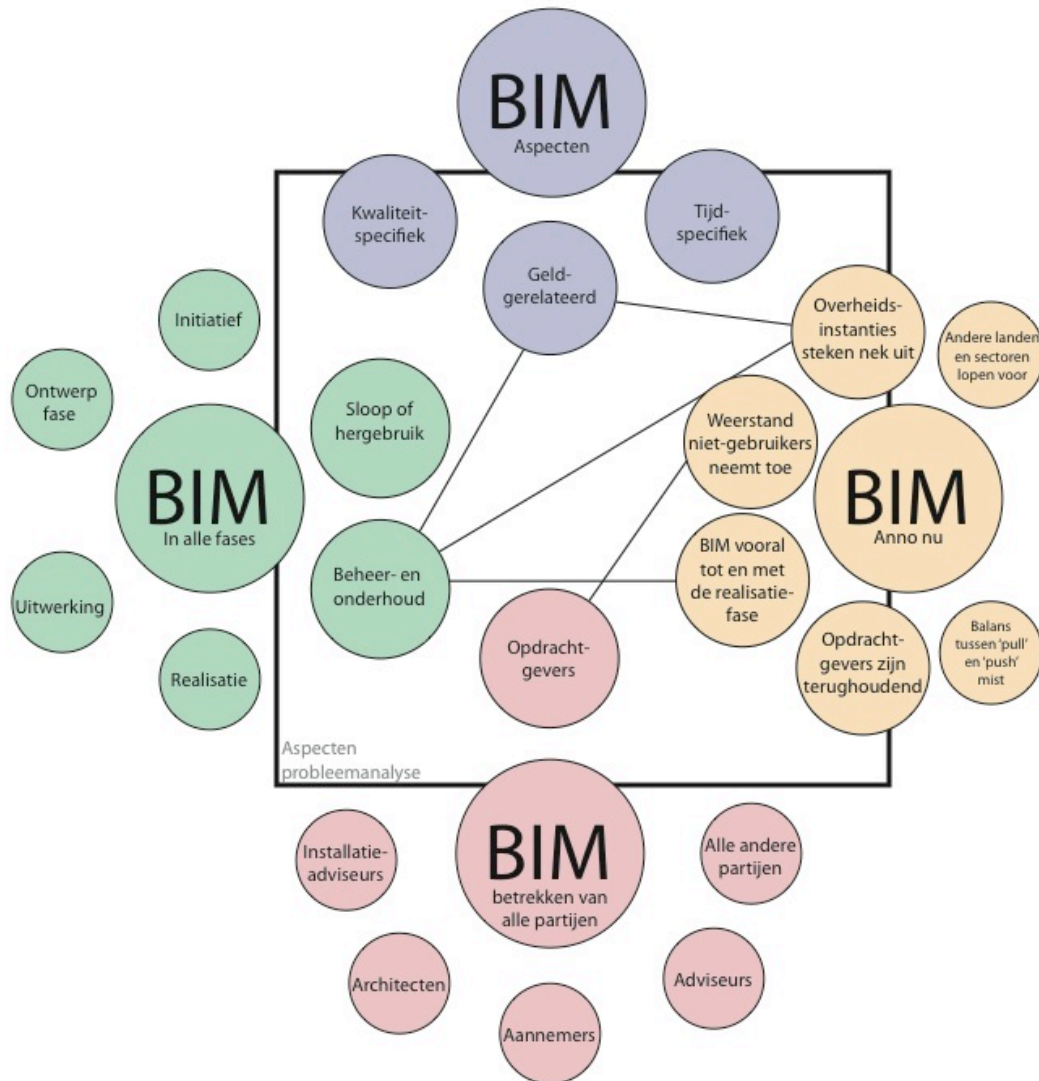 BIM
Aspecten
Kwaliteit-
specifiek
Tijd-
specifiek
Geld-
gerelateerd
Initiatief
Ontwerp
fase
BIM
In alle fases
Uitwerking
Realisatie
Sloop of
hergebruik
Beheer- en
onderhoud
Overheids-
instanties
steken nek uit
Andere landen
en sectoren
lopen voor
Weerstand
niet-gebruikers
neemt toe
BIM
Anno nu
BIM vooral
tot en met
de realisatie-
fase
Opdracht-
gevers zijn
terughoudend
Balans
tussen ‘pull’
en ‘push’
mist
Opdracht-
gevers
Aspecten
probleemanalyse
BIM
betrekken van
alle partijen
Installatie-
adviseurs
Alle andere
partijen
Architecten
Adviseurs
Aannemers